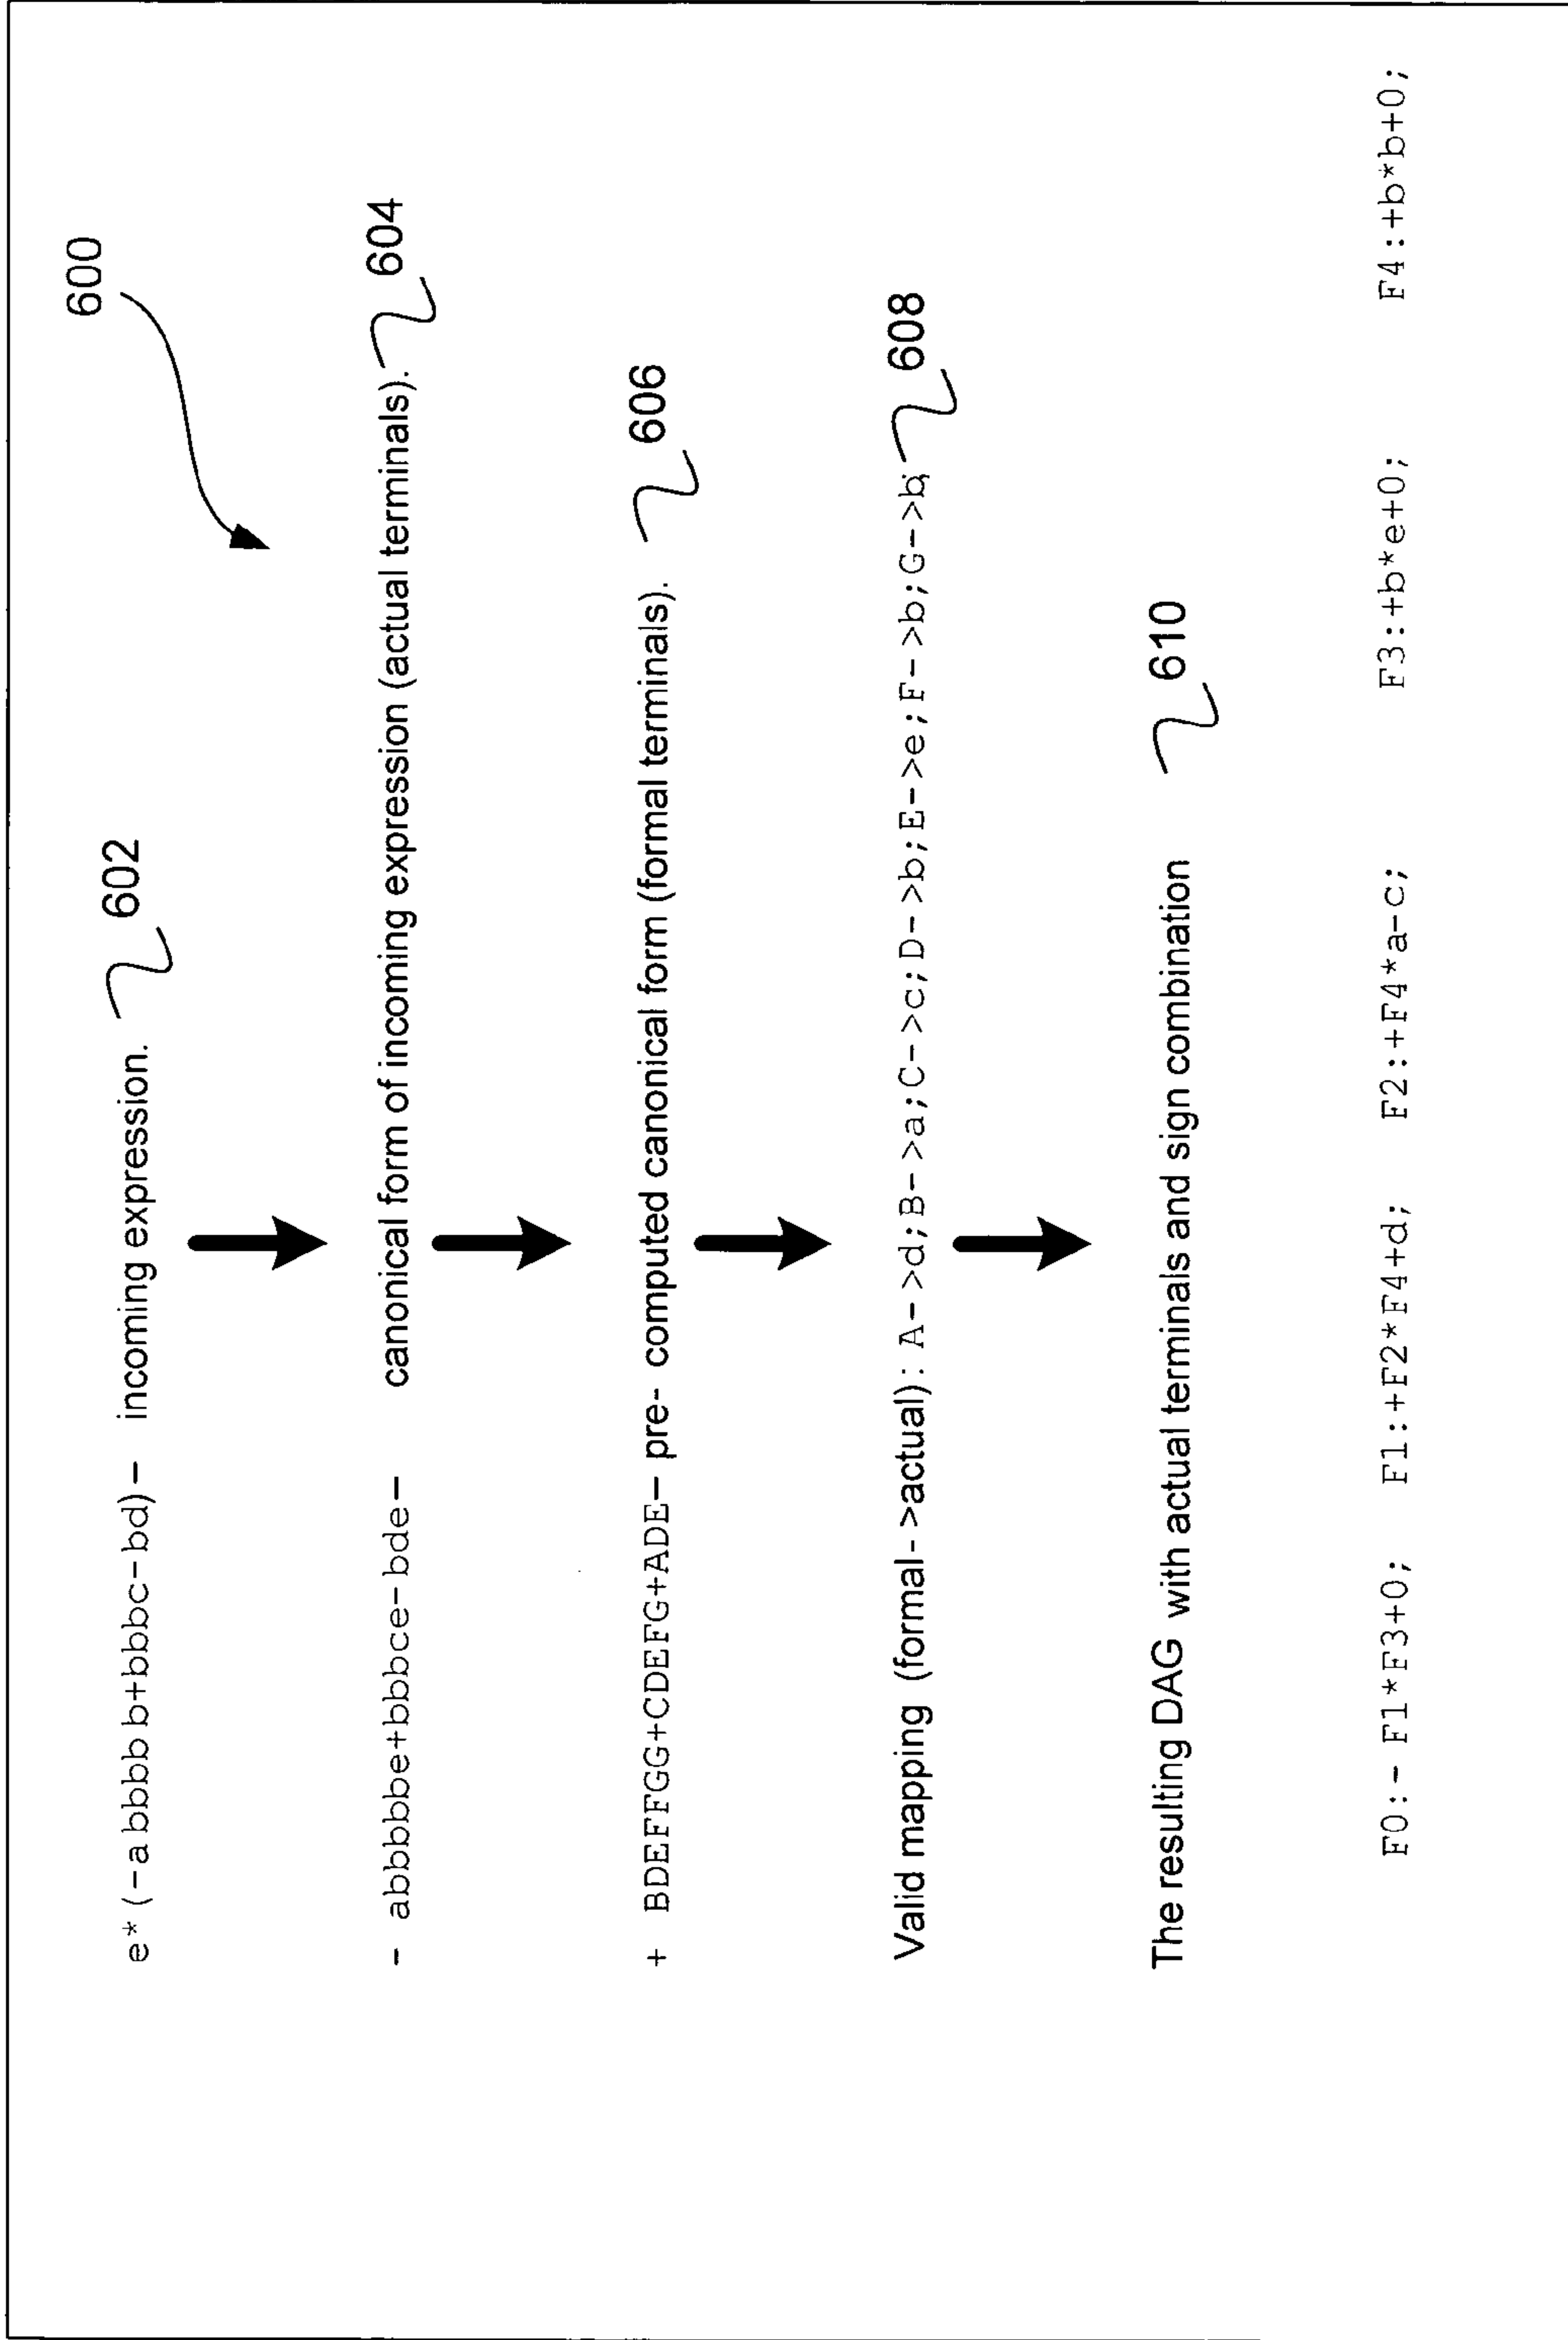 600
e*(-abbbbb+bbbc-bd)- incoming expression. 602
- abbbbbe+bbbce-bde- canonical form of incoming expression (actual terminals). 604
+ BDEFFGG+CDEFG+ADE- pre- computed canonical form (formal terminals). 606
Valid mapping (formal->actual): A->d;B->a;C->c;D->b;E->e;F->b;G->b; 608
The resulting DAG with actual terminals and sign combination 610
F0:-F1*F3+0; F1:+F2*F4+d; F2:+F4*a-c; F3:+b*e+0; F4:+b*b+0;